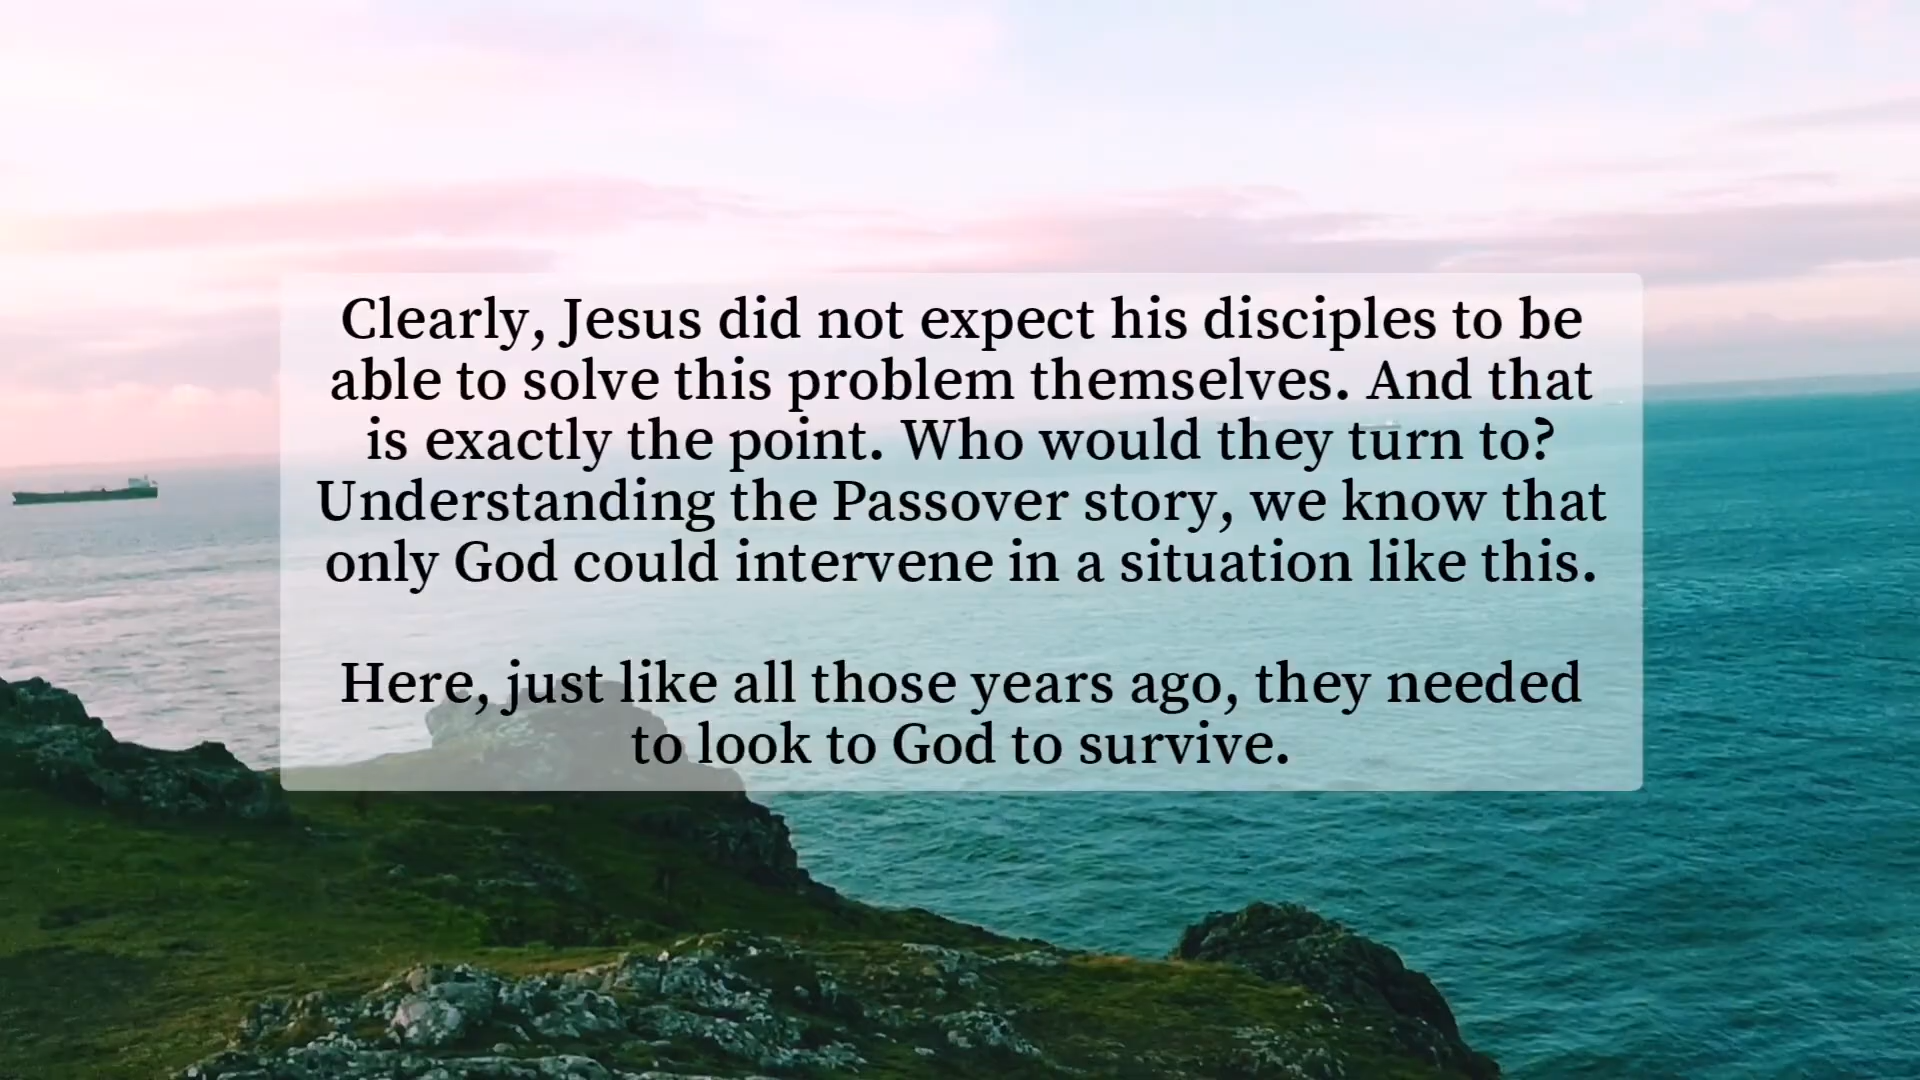 Clearly, Jesus did not expect his disciples to be
able to solve this problem themselves. And that
is exactly the point. Who would they turn to?
Understanding the Passover story, we know that
only God could intervene in a situation like this.
Here, just like all those years ago, they needed
to look to God to survive.